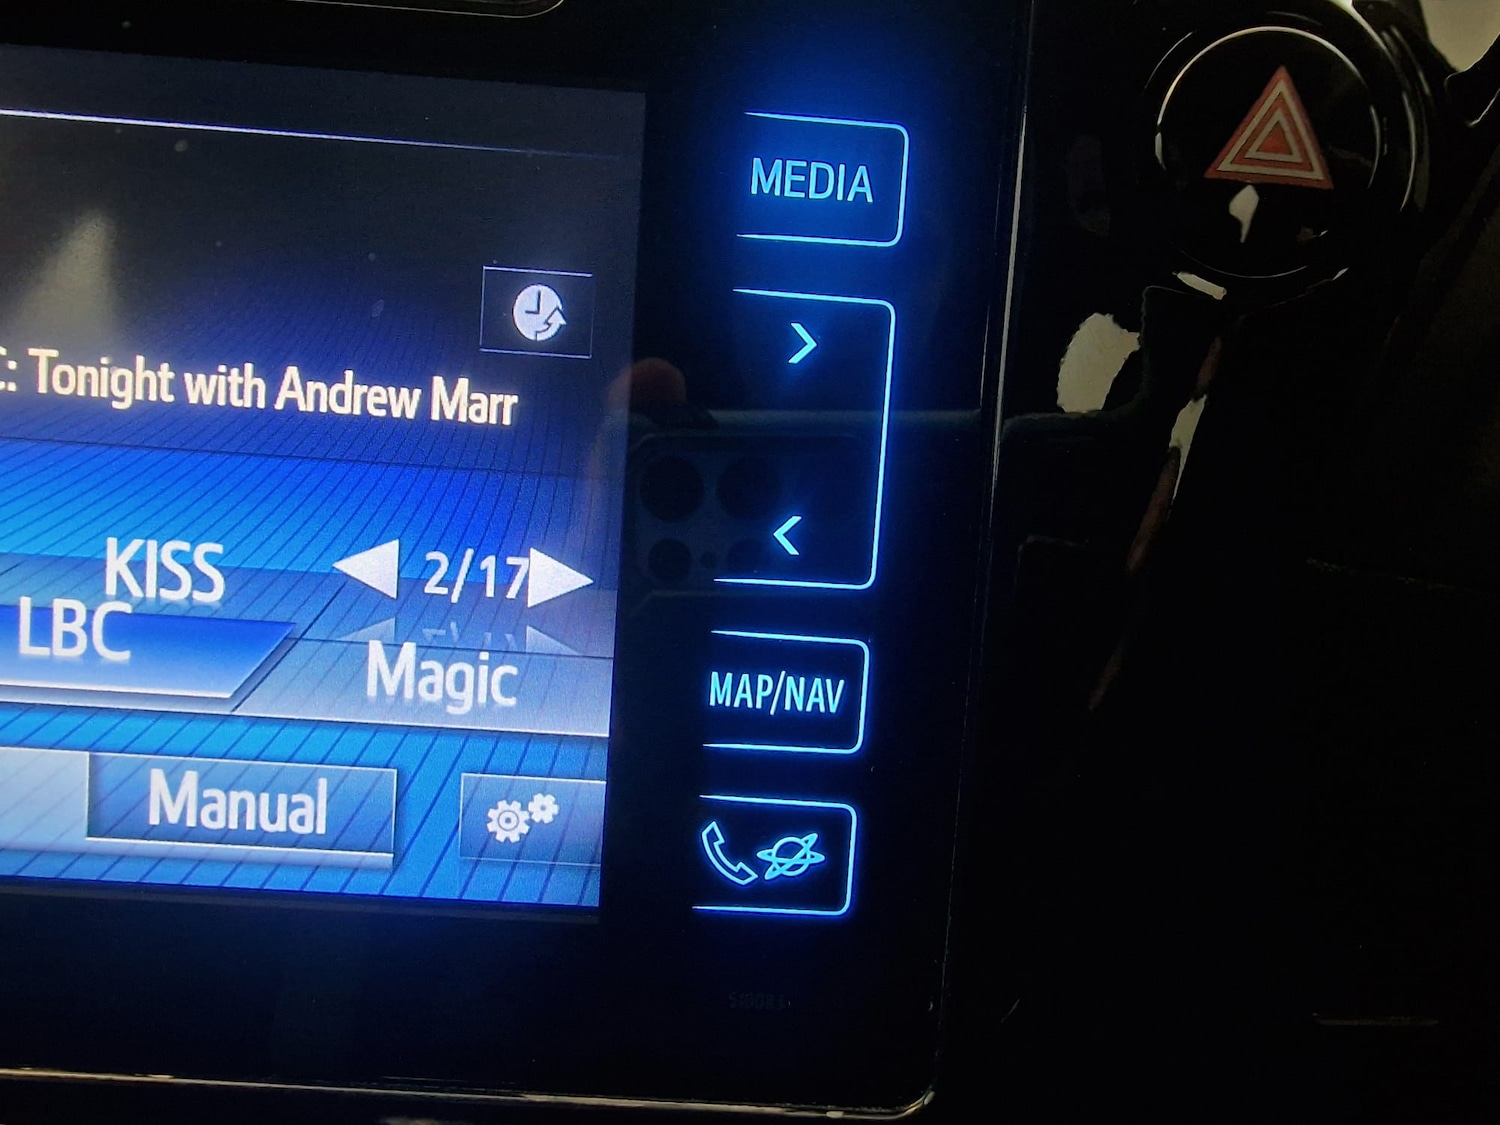 MEDIA
: Tonight with Andrew Marr
KISS
2/17
LBC
Magic
MAP/NAV
Manual